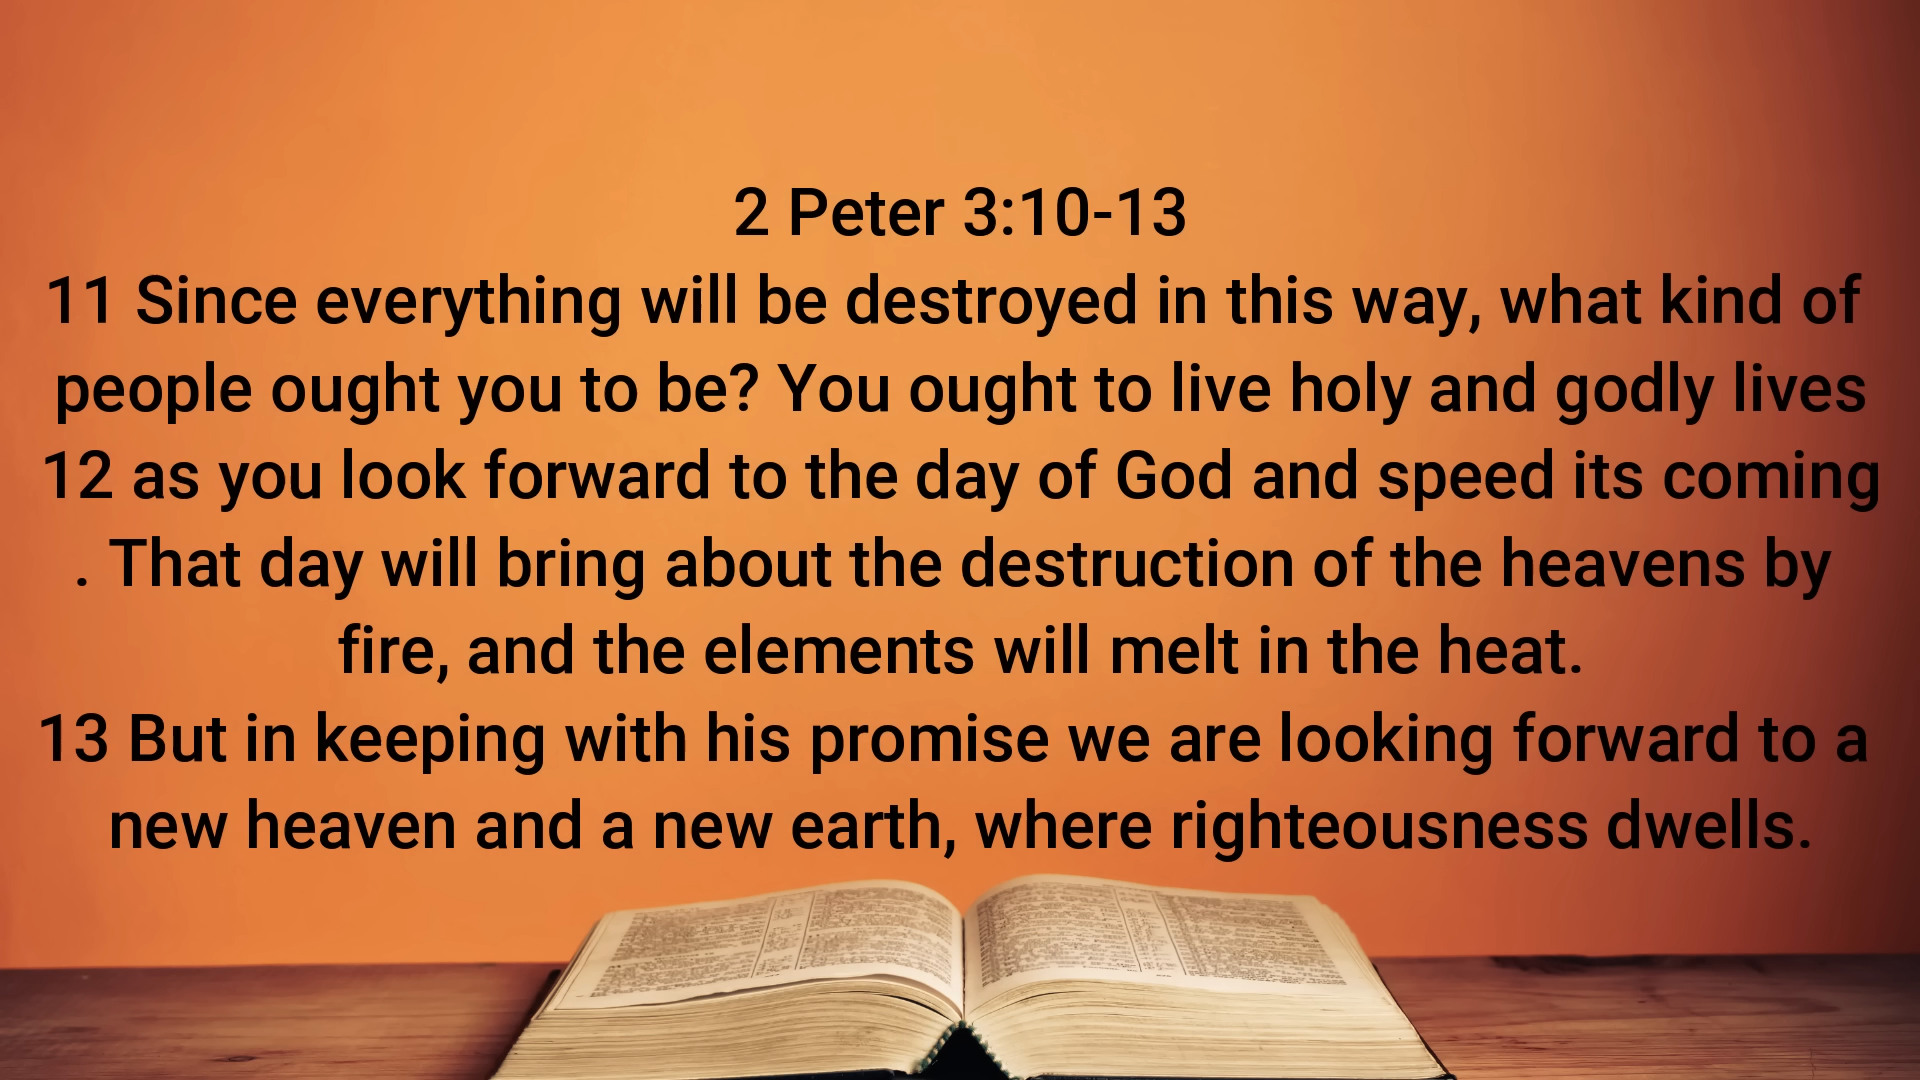 2 Peter 3:10-13
11 Since everything will be destroyed in this way, what kind of
people ought you to be? You ought to live holy and godly lives
12 as you look forward to the day of God and speed its coming
. That day will bring about the destruction of the heavens by
fire, and the elements will melt in the heat.
13 But in keeping with his promise we are looking forward to a
new heaven and a new earth, where righteousness dwells.